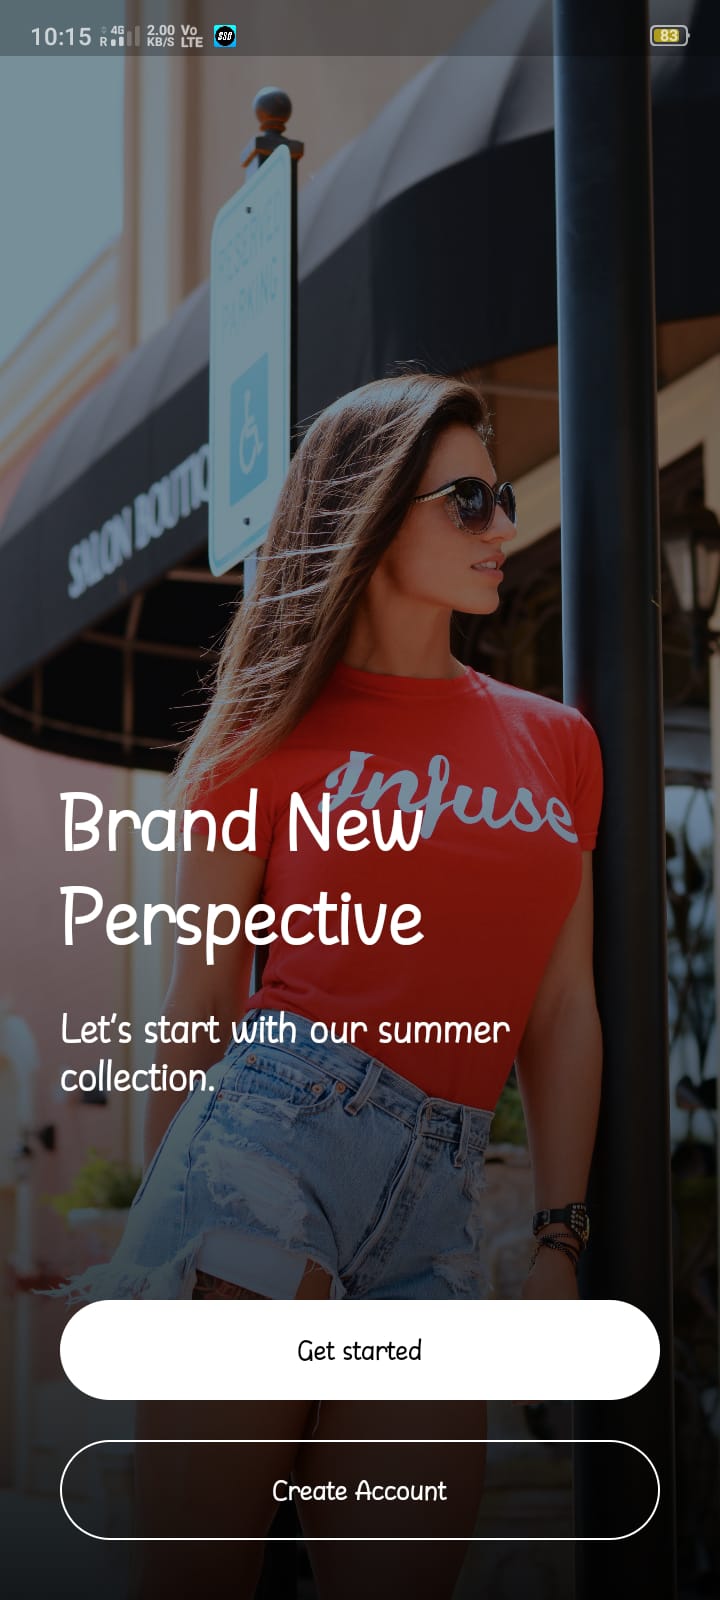 10:15 R 4G 2.00 KB/S Vo LTE SSC 83
RESERVED
PARKING
SALON BOUTIQ
Infuse
Brand New
Perspective
Let's start with our summer
collection.
Get started
Create Account